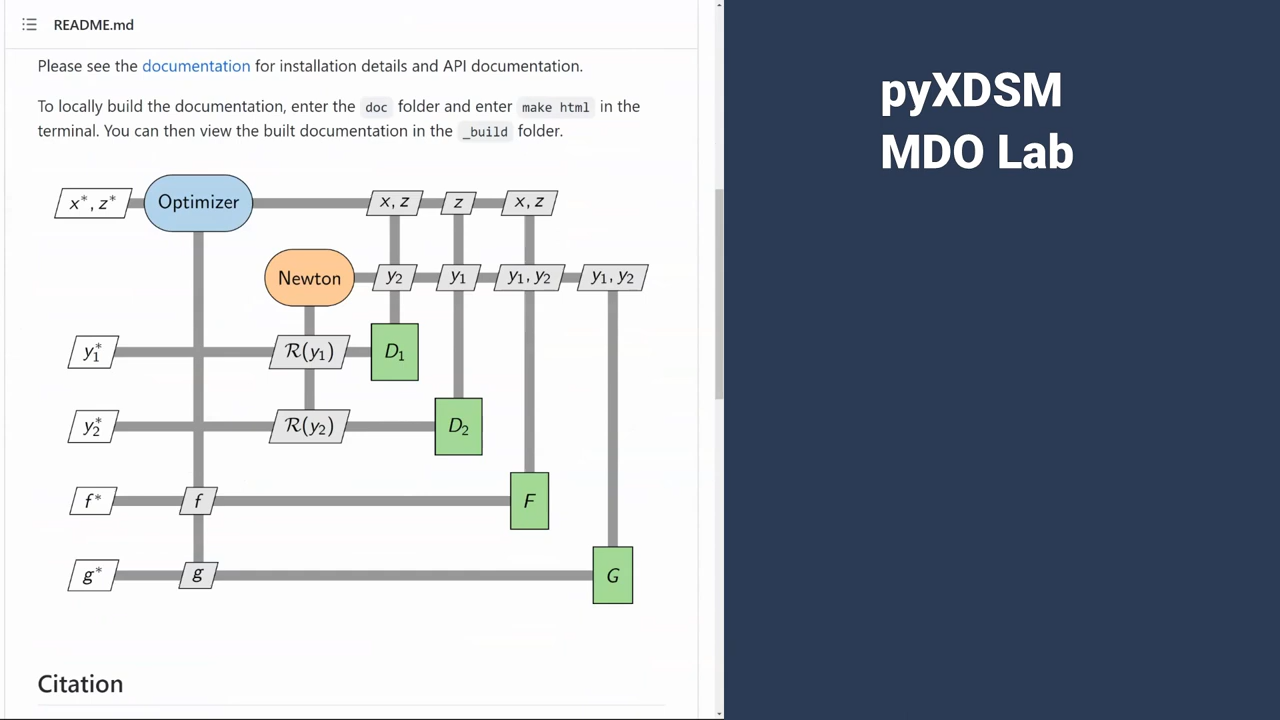 README.md
Please see the documentation for installation details and API documentation.
To locally build the documentation, enter the doc folder and enter make html in the
terminal. You can then view the built documentation in the _build folder.
x*, z* Optimizer x, z z x, z
Newton y₂ y₁ y₁, y₂ y₁, y₂
y₁* R(y₁) D₁
y₂* R(y₂) D₂
f* f F
g* g G
Citation
pyXDSM
MDO Lab